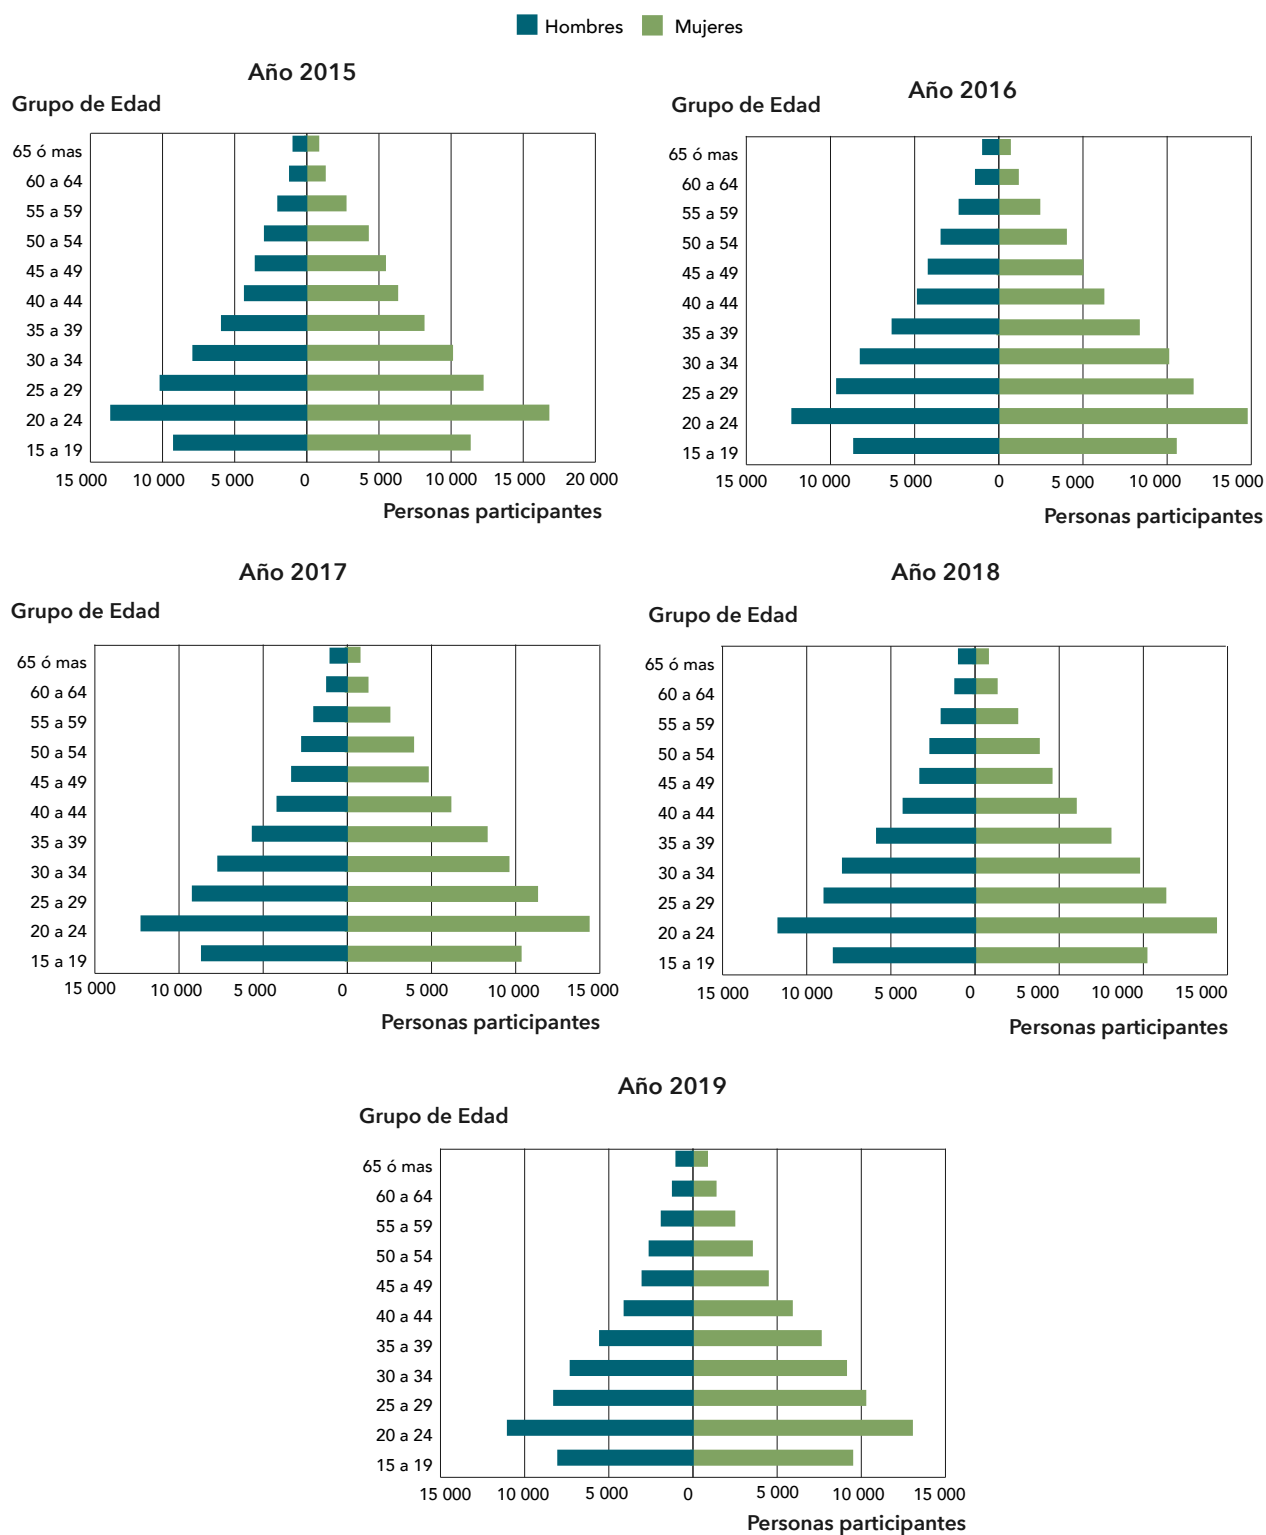 Hombres Mujeres
Año 2015
Grupo de Edad
65 ó mas
60 a 64
55 a 59
50 a 54
45 a 49
40 a 44
35 a 39
30 a 34
25 a 29
20 a 24
15 a 19
15 000 10 000 5 000 0 5 000 10 000 15 000 20 000
Personas participantes
Año 2016
Grupo de Edad
65 ó mas
60 a 64
55 a 59
50 a 54
45 a 49
40 a 44
35 a 39
30 a 34
25 a 29
20 a 24
15 a 19
15 000 10 000 5 000 0 5 000 10 000 15 000
Personas participantes
Año 2017
Grupo de Edad
65 ó mas
60 a 64
55 a 59
50 a 54
45 a 49
40 a 44
35 a 39
30 a 34
25 a 29
20 a 24
15 a 19
15 000 10 000 5 000 0 5 000 10 000 15 000
Personas participantes
Año 2018
Grupo de Edad
65 ó mas
60 a 64
55 a 59
50 a 54
45 a 49
40 a 44
35 a 39
30 a 34
25 a 29
20 a 24
15 a 19
15 000 10 000 5 000 0 5 000 10 000 15 000
Personas participantes
Año 2019
Grupo de Edad
65 ó mas
60 a 64
55 a 59
50 a 54
45 a 49
40 a 44
35 a 39
30 a 34
25 a 29
20 a 24
15 a 19
15 000 10 000 5 000 0 5 000 10 000 15 000
Personas participantes